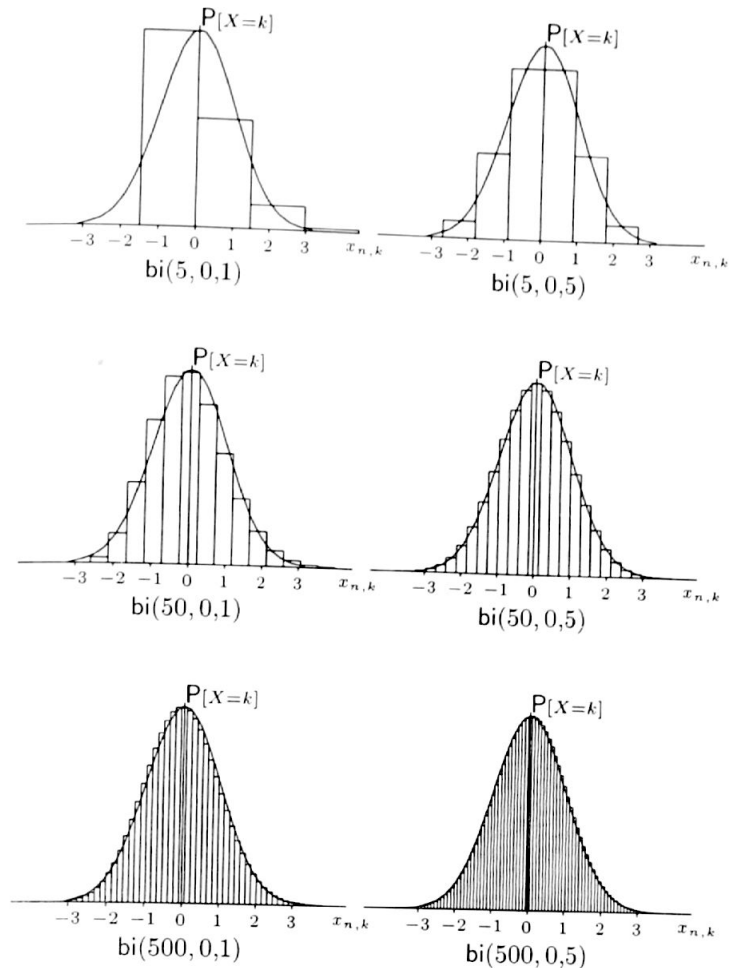 P[X=k]
−3 −2 −1 0 1 2 3 x_{n,k}
bi(5, 0,1)
P[X=k]
−3 −2 −1 0 1 2 3 x_{n,k}
bi(5, 0,5)
P[X=k]
−3 −2 −1 0 1 2 3 x_{n,k}
bi(50, 0,1)
P[X=k]
−3 −2 −1 0 1 2 3 x_{n,k}
bi(50, 0,5)
P[X=k]
−3 −2 −1 0 1 2 3 x_{n,k}
bi(500, 0,1)
P[X=k]
−3 −2 −1 0 1 2 3 x_{n,k}
bi(500, 0,5)